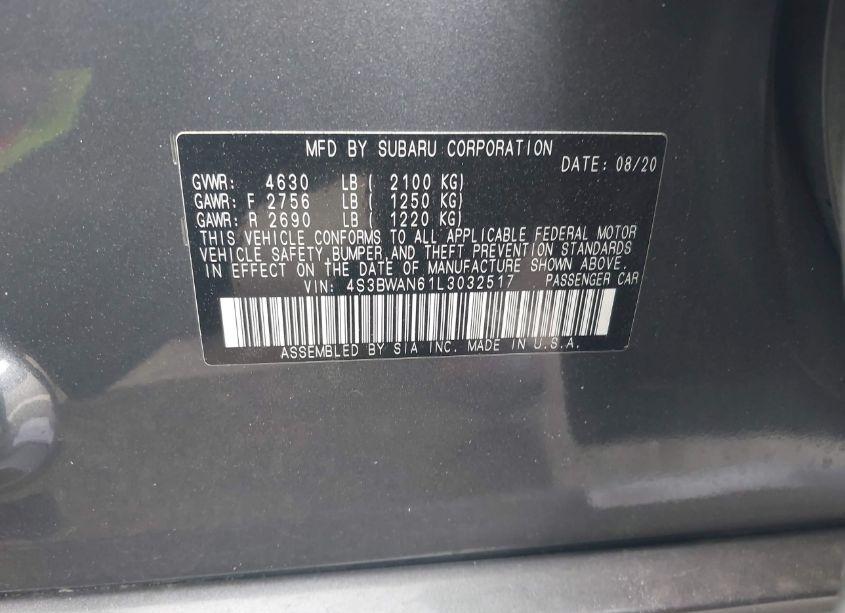 MFD BY SUBARU CORPORATION
DATE: 08/20
GVWR: 4630 LB ( 2100 KG)
GAWR: F 2756 LB ( 1250 KG)
GAWR: R 2690 LB ( 1220 KG)
THIS VEHICLE CONFORMS TO ALL APPLICABLE FEDERAL MOTOR
VEHICLE SAFETY,BUMPER,AND THEFT PREVENTION STANDARDS
IN EFFECT ON THE DATE OF MANUFACTURE SHOWN ABOVE.
VIN: 4S3BWAN61L3032517 PASSENGER CAR
ASSEMBLED BY SIA INC. MADE IN U.S.A.